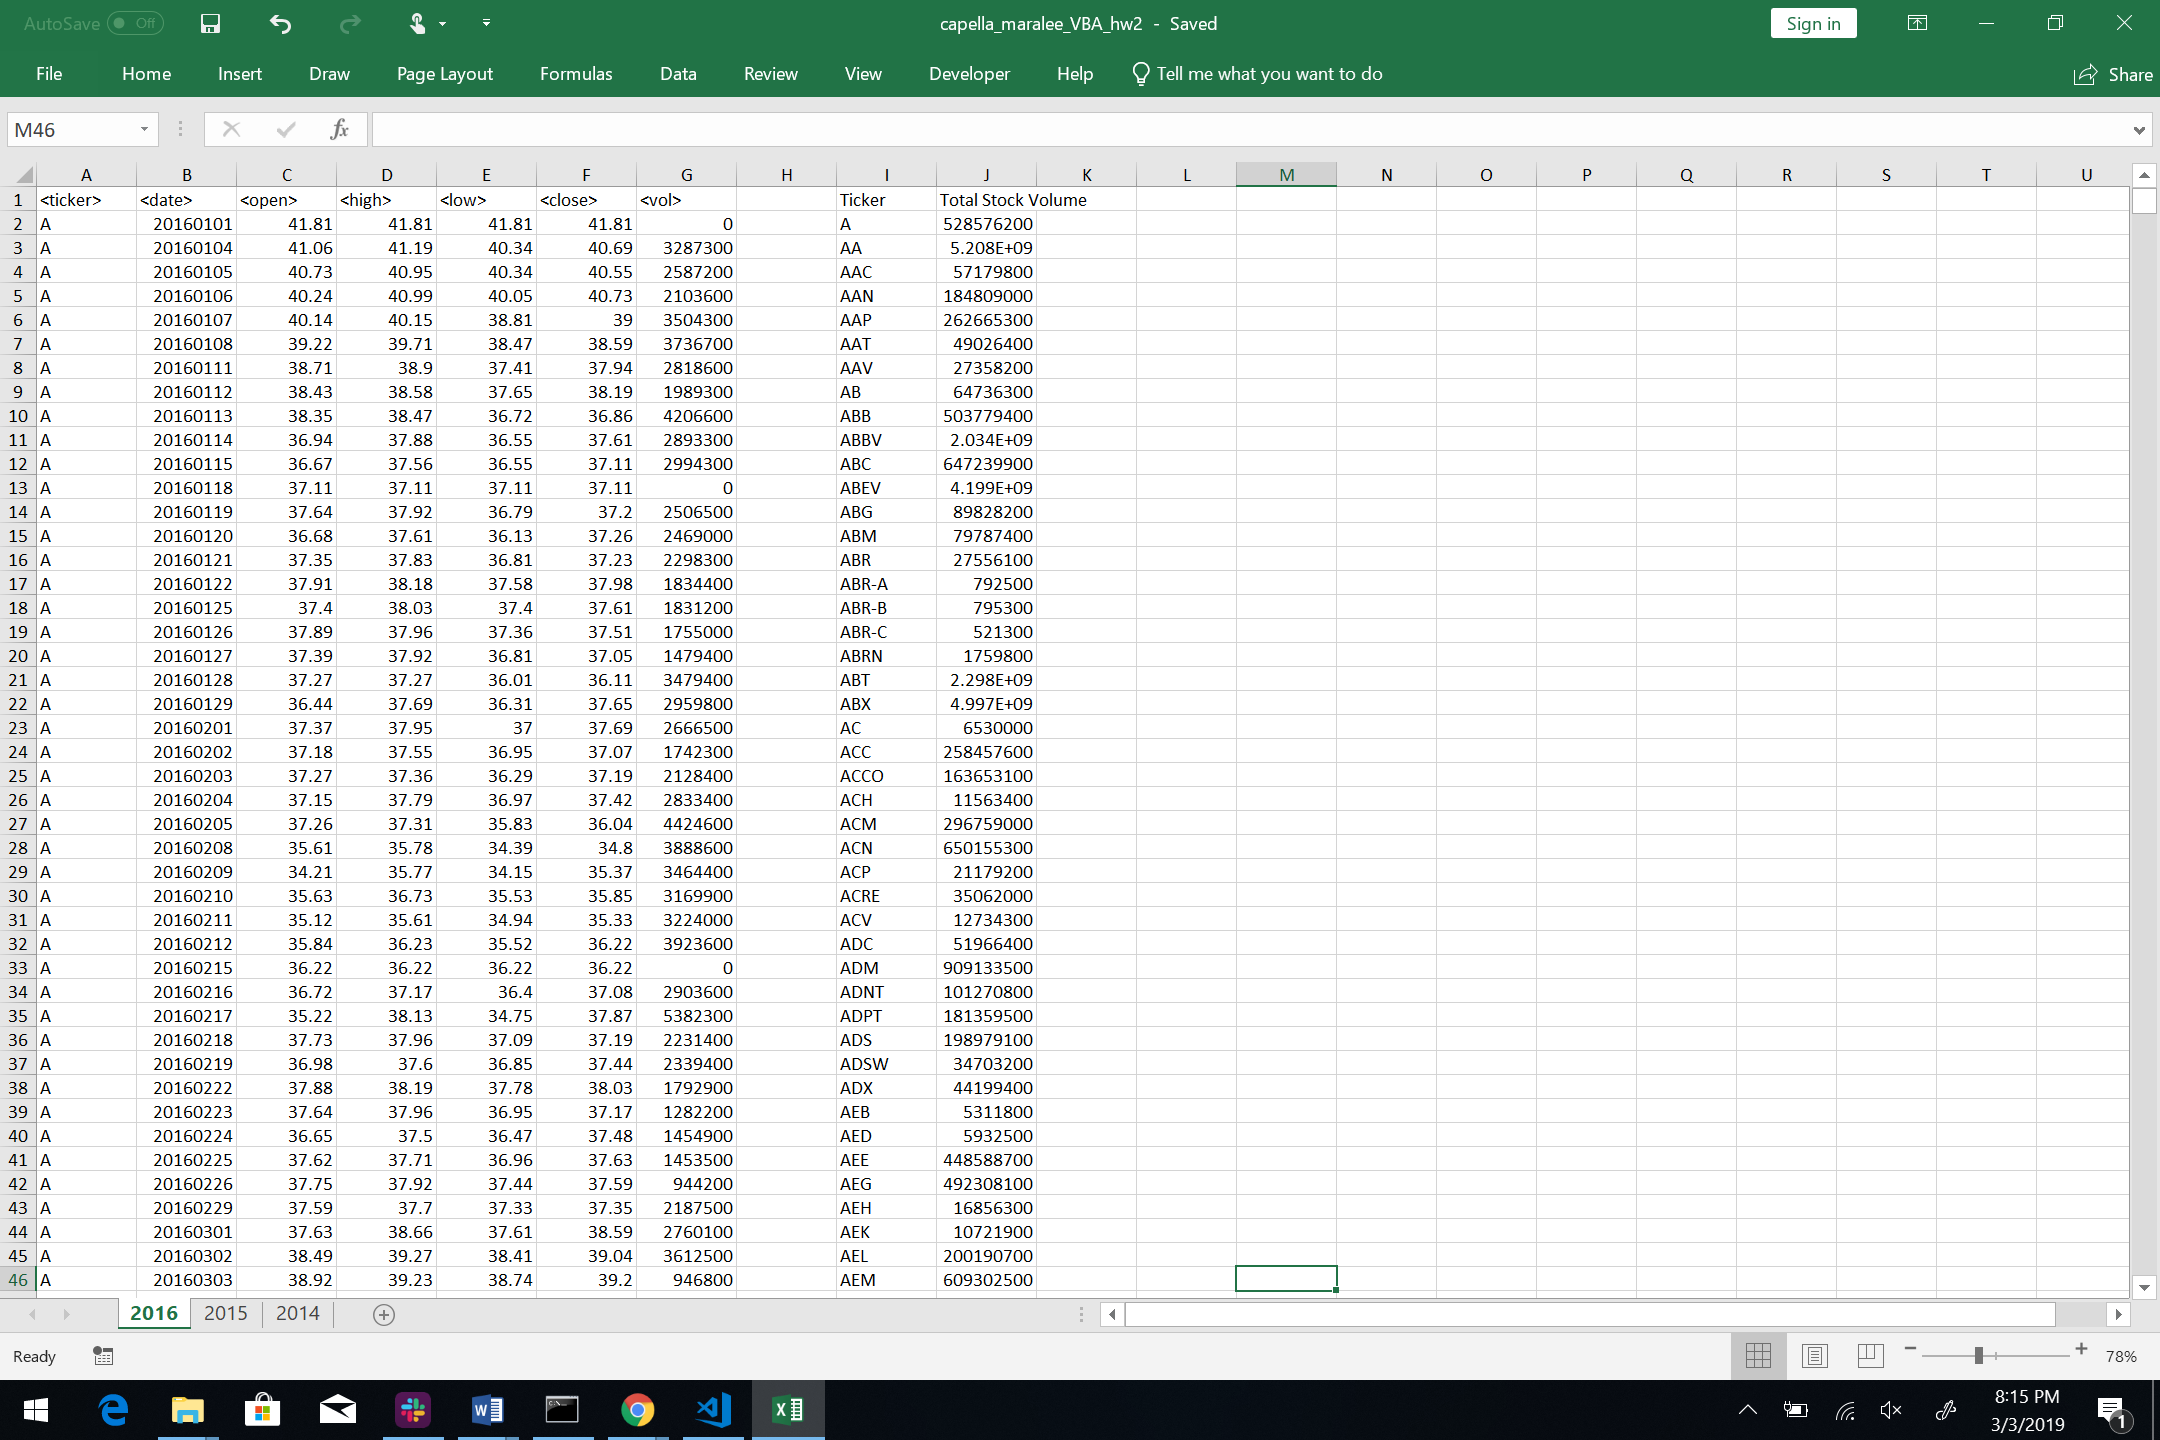 AutoSave Off capella_maralee_VBA_hw2 - Saved Sign in
File Home Insert Draw Page Layout Formulas Data Review View Developer Help Tell me what you want to do Share
M46 fx
A B C D E F G H I J K L M N O P Q R S T U
1 <ticker> <date> <open> <high> <low> <close> <vol> Ticker Total Stock Volume
2 A 20160101 41.81 41.81 41.81 41.81 0 A 528576200
3 A 20160104 41.06 41.19 40.34 40.69 3287300 AA 5.208E+09
4 A 20160105 40.73 40.95 40.34 40.55 2587200 AAC 57179800
5 A 20160106 40.24 40.99 40.05 40.73 2103600 AAN 184809000
6 A 20160107 40.14 40.15 38.81 39 3504300 AAP 262665300
7 A 20160108 39.22 39.71 38.47 38.59 3736700 AAT 49026400
8 A 20160111 38.71 38.9 37.41 37.94 2818600 AAV 27358200
9 A 20160112 38.43 38.58 37.65 38.19 1989300 AB 64736300
10 A 20160113 38.35 38.47 36.72 36.86 4206600 ABB 503779400
11 A 20160114 36.94 37.88 36.55 37.61 2893300 ABBV 2.034E+09
12 A 20160115 36.67 37.56 36.55 37.11 2994300 ABC 647239900
13 A 20160118 37.11 37.11 37.11 37.11 0 ABEV 4.199E+09
14 A 20160119 37.64 37.92 36.79 37.2 2506500 ABG 89828200
15 A 20160120 36.68 37.61 36.13 37.26 2469000 ABM 79787400
16 A 20160121 37.35 37.83 36.81 37.23 2298300 ABR 27556100
17 A 20160122 37.91 38.18 37.58 37.98 1834400 ABR-A 792500
18 A 20160125 37.4 38.03 37.4 37.61 1831200 ABR-B 795300
19 A 20160126 37.89 37.96 37.36 37.51 1755000 ABR-C 521300
20 A 20160127 37.39 37.92 36.81 37.05 1479400 ABRN 1759800
21 A 20160128 37.27 37.27 36.01 36.11 3479400 ABT 2.298E+09
22 A 20160129 36.44 37.69 36.31 37.65 2959800 ABX 4.997E+09
23 A 20160201 37.37 37.95 37 37.69 2666500 AC 6530000
24 A 20160202 37.18 37.55 36.95 37.07 1742300 ACC 258457600
25 A 20160203 37.27 37.36 36.29 37.19 2128400 ACCO 163653100
26 A 20160204 37.15 37.79 36.97 37.42 2833400 ACH 11563400
27 A 20160205 37.26 37.31 35.83 36.04 4424600 ACM 296759000
28 A 20160208 35.61 35.78 34.39 34.8 3888600 ACN 650155300
29 A 20160209 34.21 35.77 34.15 35.37 3464400 ACP 21179200
30 A 20160210 35.63 36.73 35.53 35.85 3169900 ACRE 35062000
31 A 20160211 35.12 35.61 34.94 35.33 3224000 ACV 12734300
32 A 20160212 35.84 36.23 35.52 36.22 3923600 ADC 51966400
33 A 20160215 36.22 36.22 36.22 36.22 0 ADM 909133500
34 A 20160216 36.72 37.17 36.4 37.08 2903600 ADNT 101270800
35 A 20160217 35.22 38.13 34.75 37.87 5382300 ADPT 181359500
36 A 20160218 37.73 37.96 37.09 37.19 2231400 ADS 198979100
37 A 20160219 36.98 37.6 36.85 37.44 2339400 ADSW 34703200
38 A 20160222 37.88 38.19 37.78 38.03 1792900 ADX 44199400
39 A 20160223 37.64 37.96 36.95 37.17 1282200 AEB 5311800
40 A 20160224 36.65 37.5 36.47 37.48 1454900 AED 5932500
41 A 20160225 37.62 37.71 36.96 37.63 1453500 AEE 448588700
42 A 20160226 37.75 37.92 37.44 37.59 944200 AEG 492308100
43 A 20160229 37.59 37.7 37.33 37.35 2187500 AEH 16856300
44 A 20160301 37.63 38.66 37.61 38.59 2760100 AEK 10721900
45 A 20160302 38.49 39.27 38.41 39.04 3612500 AEL 200190700
46 A 20160303 38.92 39.23 38.74 39.2 946800 AEM 609302500
2016 2015 2014
Ready 78%
8:15 PM
3/3/2019
1